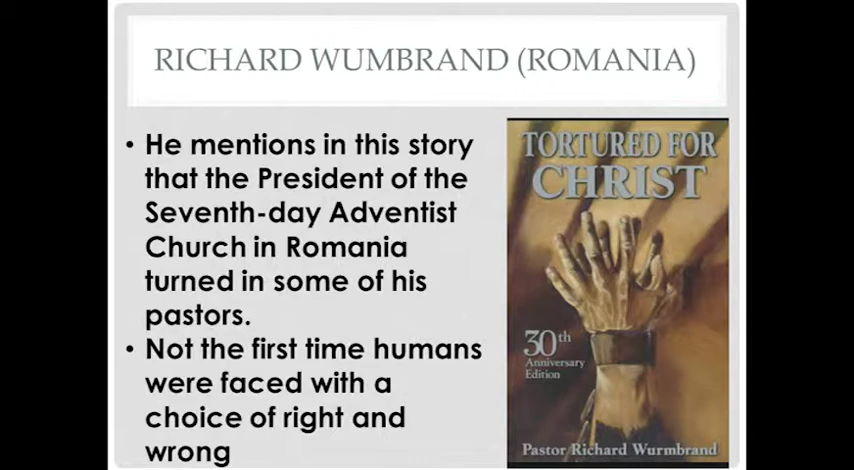 RICHARD WUMBRAND (ROMANIA)
• He mentions in this story
that the President of the
Seventh-day Adventist
Church in Romania
turned in some of his
pastors.
• Not the first time humans
were faced with a
choice of right and
wrong
TORTURED FOR
CHRIST
30th
Anniversary
Edition
Pastor Richard Wurmbrand